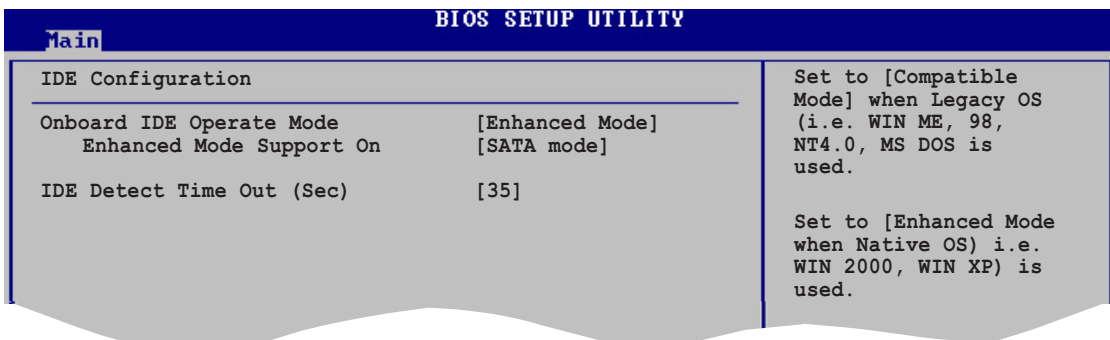 BIOS SETUP UTILITY
Main
IDE Configuration
Onboard IDE Operate Mode [Enhanced Mode]
Enhanced Mode Support On [SATA mode]
IDE Detect Time Out (Sec) [35]
Set to [Compatible
Mode] when Legacy OS
(i.e. WIN ME, 98,
NT4.0, MS DOS is
used.
Set to [Enhanced Mode
when Native OS) i.e.
WIN 2000, WIN XP) is
used.